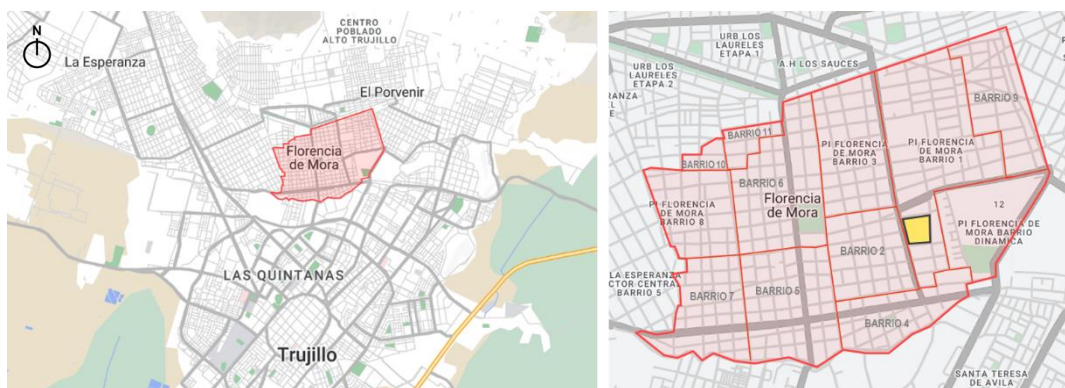 N
CENTRO
POBLADO
ALTO TRUJILLO
La Esperanza
El Porvenir
Florencia
de Mora
LAS QUINTANAS
Trujillo
URB LOS
LAURELES
ETAPA 1
A.H LOS SAUCES
URB LOS
LAURELES
ETAPA 2
BARRIO 9
BARRIO 11
PI FLORENCIA
DE MORA
BARRIO 3
PI FLORENCIA
DE MORA
BARRIO 1
BARRIO 10
BARRIO 6
Florencia
de Mora
PI FLORENCIA
DE MORA
BARRIO 8
12
PI FLORENCIA DE
MORA BARRIO
DINAMICA
BARRIO 2
LA ESPERANZA
CTOR CENTRA
BARRIO 5
BARRIO 7
BARRIO 5
BARRIO 4
SANTA TERESA
DE AVILA